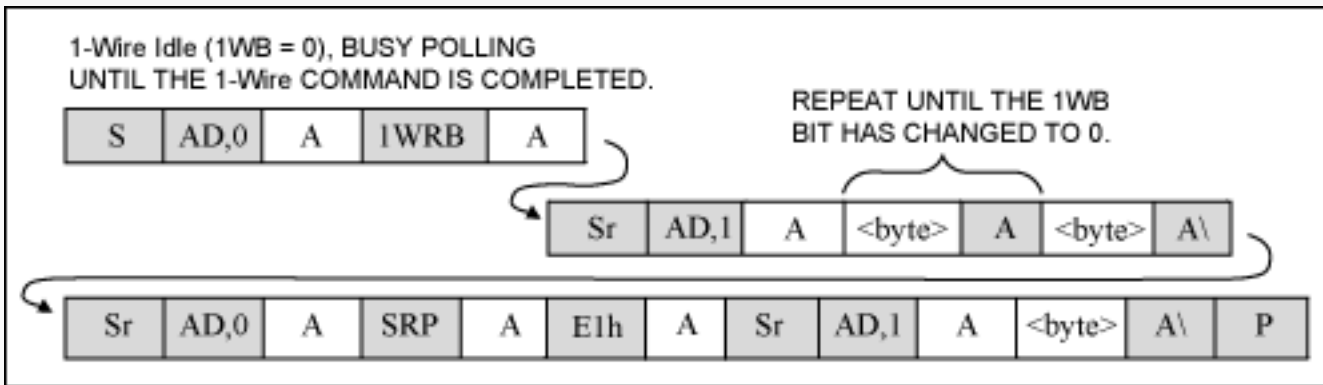 1-Wire Idle (1WB = 0), BUSY POLLING
UNTIL THE 1-Wire COMMAND IS COMPLETED.
REPEAT UNTIL THE 1WB
BIT HAS CHANGED TO 0.
S AD,0 A 1WRB A
Sr AD,1 A <byte> A <byte> A\
Sr AD,0 A SRP A E1h A Sr AD,1 A <byte> A\ P